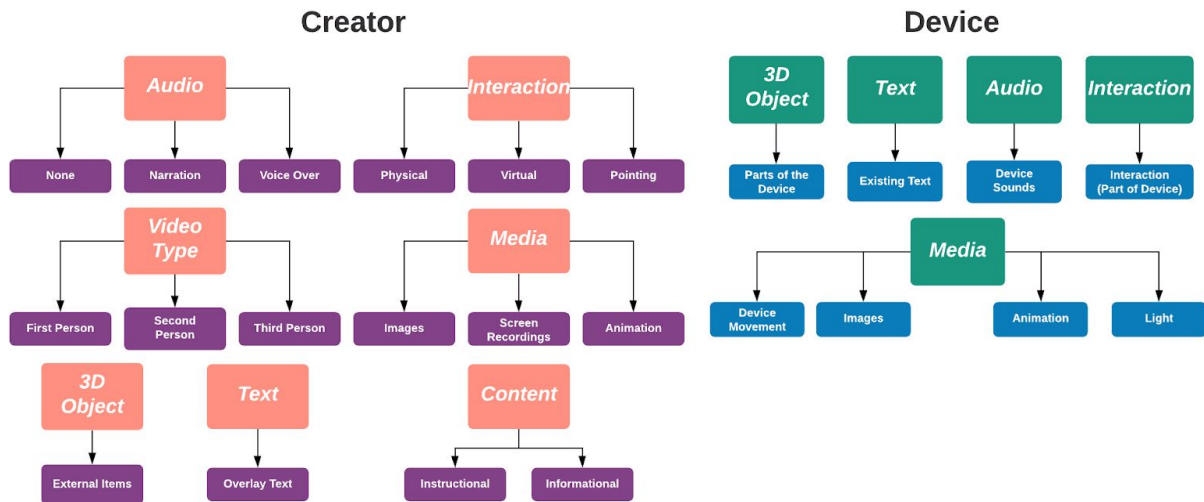 Creator
Device
Audio
Interaction
None
Narration
Voice Over
Physical
Virtual
Pointing
Video
Type
Media
First Person
Second
Person
Third Person
Images
Screen
Recordings
Animation
3D
Object
Text
Content
External Items
Overlay Text
Instructional
Informational
3D
Object
Text
Audio
Interaction
Parts of the
Device
Existing Text
Device
Sounds
Interaction
(Part of Device)
Media
Device
Movement
Images
Animation
Light